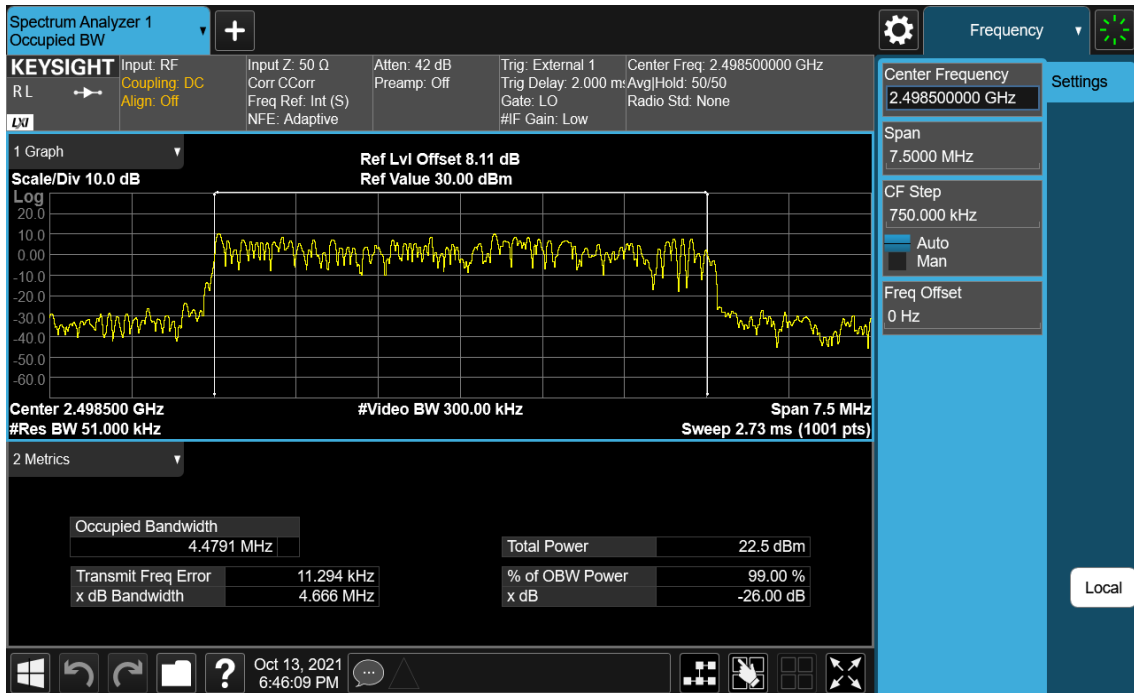 Spectrum Analyzer 1
Occupied BW
+
Frequency
KEYSIGHT
R L
LXI
Input: RF
Coupling: DC
Align: Off
Input Z: 50 Ω
Corr CCorr
Freq Ref: Int (S)
NFE: Adaptive
Atten: 42 dB
Preamp: Off
Trig: External 1
Trig Delay: 2.000 ms
Gate: LO
#IF Gain: Low
Center Freq: 2.498500000 GHz
Avg|Hold: 50/50
Radio Std: None
Center Frequency
2.498500000 GHz
Settings
Span
7.5000 MHz
CF Step
750.000 kHz
Auto
Man
Freq Offset
0 Hz
1 Graph
Ref Lvl Offset 8.11 dB
Scale/Div 10.0 dB
Ref Value 30.00 dBm
Log
20.0
10.0
0.00
-10.0
-20.0
-30.0
-40.0
-50.0
-60.0
Center 2.498500 GHz
#Video BW 300.00 kHz
Span 7.5 MHz
#Res BW 51.000 kHz
Sweep 2.73 ms (1001 pts)
2 Metrics
Occupied Bandwidth
4.4791 MHz
Total Power 22.5 dBm
Transmit Freq Error 11.294 kHz
% of OBW Power 99.00 %
x dB Bandwidth 4.666 MHz
x dB -26.00 dB
Local
?
Oct 13, 2021
6:46:09 PM